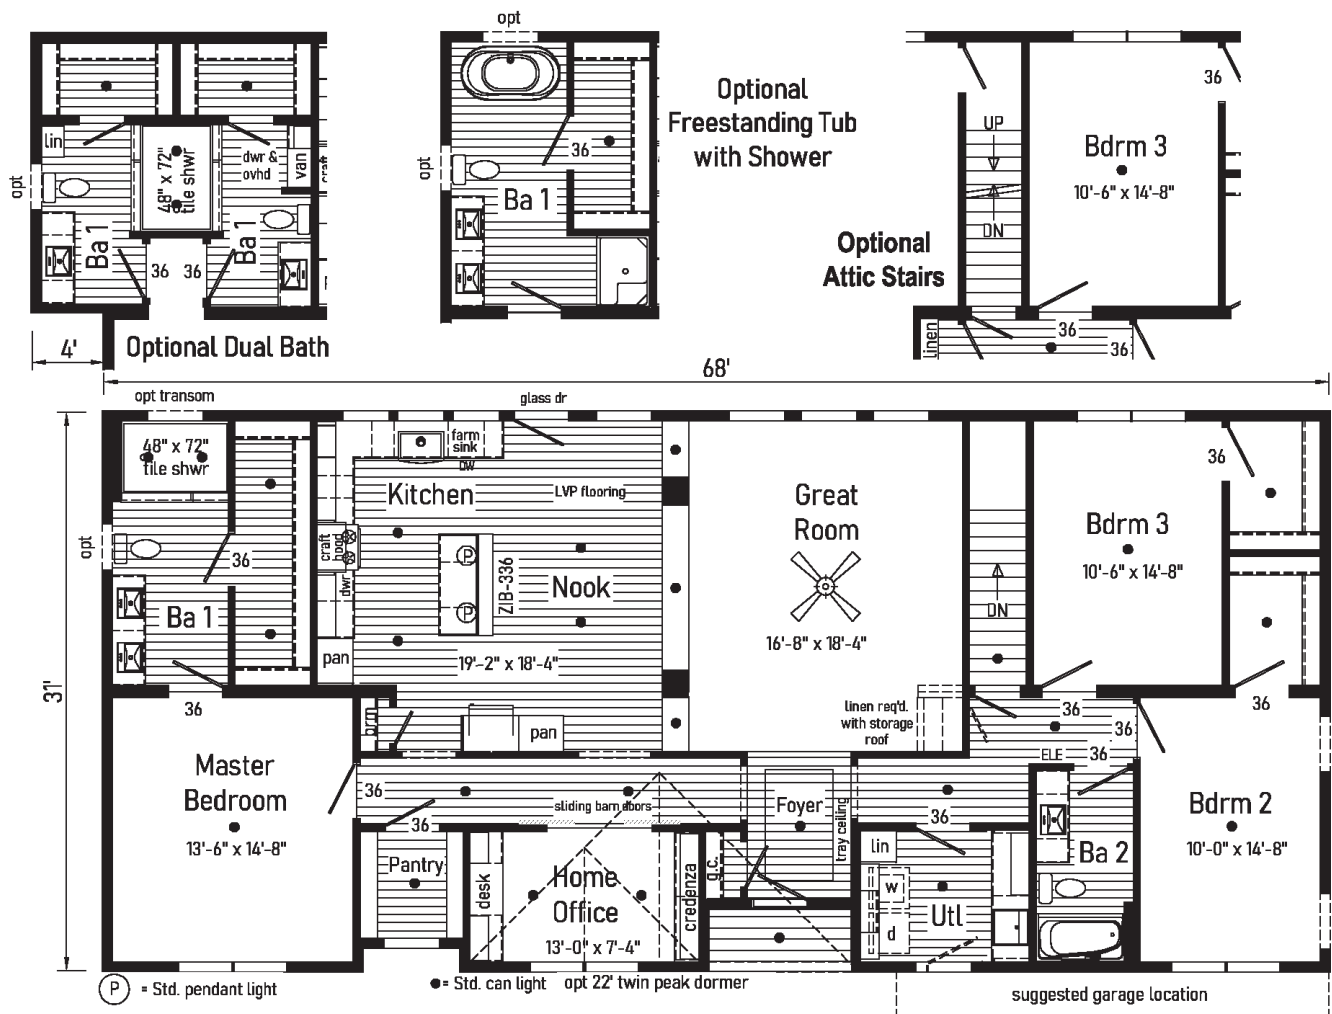 opt
lin
48" x 72"
tile shwr
dwr &
ovhd
van
craft
opt
Ba 1
Ba 1
36
36
4'
Optional Dual Bath
opt
opt
36
Ba 1
Optional
Freestanding Tub
with Shower
UP
DN
Bdrm 3
10'-6" x 14'-8"
36
Optional
Attic Stairs
linen
36
36
68'
31'
opt transom
glass dr
48" x 72"
tile shwr
opt
36
Ba 1
36
farm
sink
DW
Kitchen
LVP flooring
craft
hood
dwr
P
P
ZIB-336
Nook
pan
19'-2" x 18'-4"
Great
Room
16'-8" x 18'-4"
DN
Bdrm 3
10'-6" x 14'-8"
36
36
brm
pan
linen req'd.
with storage
roof
36
36
36
ELE
Master
Bedroom
13'-6" x 14'-8"
36
36
sliding barn doors
Foyer
tray ceiling
36
Pantry
desk
Home
Office
13'-0" x 7'-4"
credenza
g.c.
lin
w
d
Utl
Ba 2
Bdrm 2
10'-0" x 14'-8"
P = Std. pendant light
= Std. can light
opt 22' twin peak dormer
suggested garage location